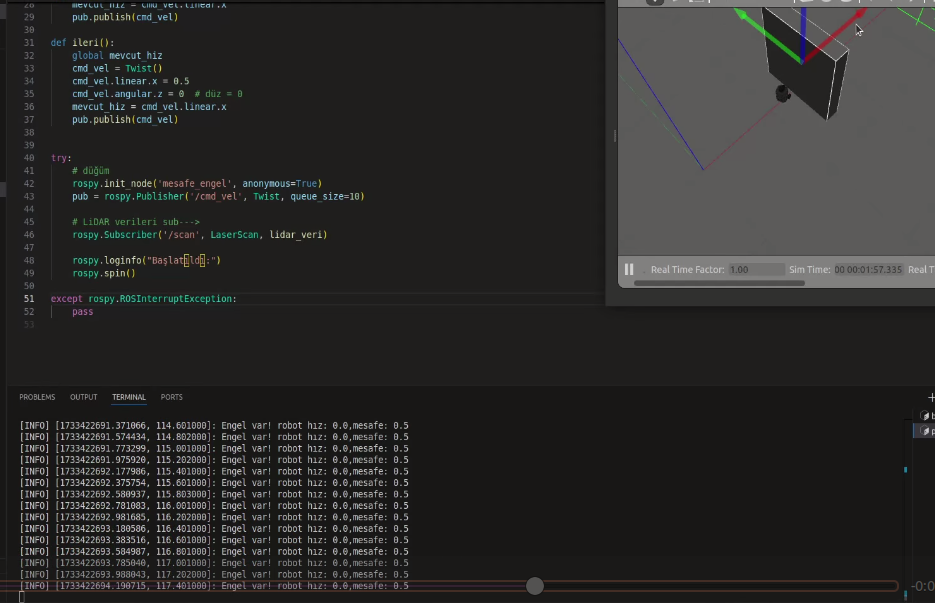 28 mevcut_hiz = cmd_vel.linear.x
29 pub.publish(cmd_vel)
30
31 def ileri():
32 global mevcut_hiz
33 cmd_vel = Twist()
34 cmd_vel.linear.x = 0.5
35 cmd_vel.angular.z = 0 # düz = 0
36 mevcut_hiz = cmd_vel.linear.x
37 pub.publish(cmd_vel)
38
39
40 try:
41 # düğüm
42 rospy.init_node('mesafe_engel', anonymous=True)
43 pub = rospy.Publisher('/cmd_vel', Twist, queue_size=10)
44
45 # LiDAR verileri sub--->
46 rospy.Subscriber('/scan', LaserScan, lidar_veri)
47
48 rospy.loginfo("Başlatıldı:")
49 rospy.spin()
50
51 except rospy.ROSInterruptException:
52 pass
53
Real Time Factor: 1.00 Sim Time: 00 00:01:57.335 Real T
PROBLEMS OUTPUT TERMINAL PORTS
[INFO] [1733422691.371066, 114.601000]: Engel var! robot hız: 0.0,mesafe: 0.5
[INFO] [1733422691.574434, 114.802000]: Engel var! robot hız: 0.0,mesafe: 0.5
[INFO] [1733422691.773299, 115.001000]: Engel var! robot hız: 0.0,mesafe: 0.5
[INFO] [1733422691.975920, 115.202000]: Engel var! robot hız: 0.0,mesafe: 0.5
[INFO] [1733422692.177986, 115.401000]: Engel var! robot hız: 0.0,mesafe: 0.5
[INFO] [1733422692.375754, 115.601000]: Engel var! robot hız: 0.0,mesafe: 0.5
[INFO] [1733422692.580937, 115.803000]: Engel var! robot hız: 0.0,mesafe: 0.5
[INFO] [1733422692.781083, 116.001000]: Engel var! robot hız: 0.0,mesafe: 0.5
[INFO] [1733422692.981685, 116.202000]: Engel var! robot hız: 0.0,mesafe: 0.5
[INFO] [1733422693.180586, 116.401000]: Engel var! robot hız: 0.0,mesafe: 0.5
[INFO] [1733422693.383516, 116.601000]: Engel var! robot hız: 0.0,mesafe: 0.5
[INFO] [1733422693.584987, 116.801000]: Engel var! robot hız: 0.0,mesafe: 0.5
[INFO] [1733422693.785040, 117.001000]: Engel var! robot hız: 0.0,mesafe: 0.5
[INFO] [1733422693.988043, 117.202000]: Engel var! robot hız: 0.0,mesafe: 0.5
[INFO] [1733422694.190715, 117.401000]: Engel var! robot hız: 0.0,mesafe: 0.5
-0:0